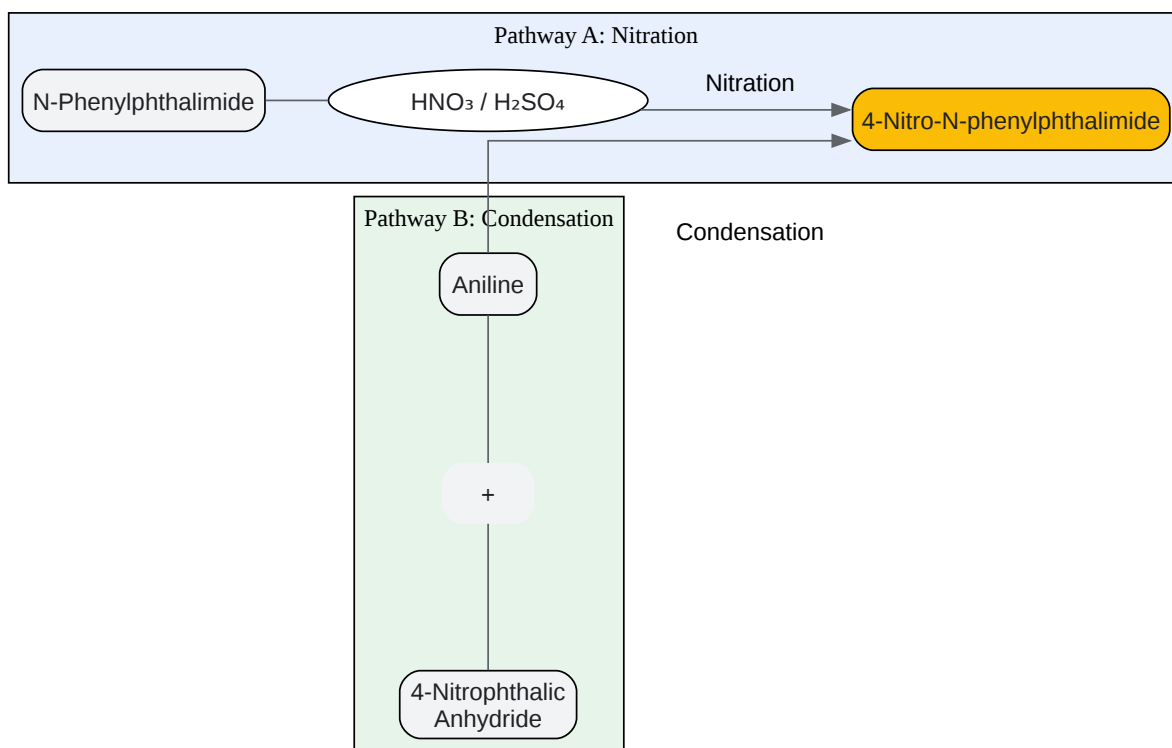 Pathway A: Nitration
N-Phenylphthalimide
HNO₃ / H₂SO₄
Nitration
4-Nitro-N-phenylphthalimide
Pathway B: Condensation
Condensation
Aniline
+
4-Nitrophthalic
Anhydride